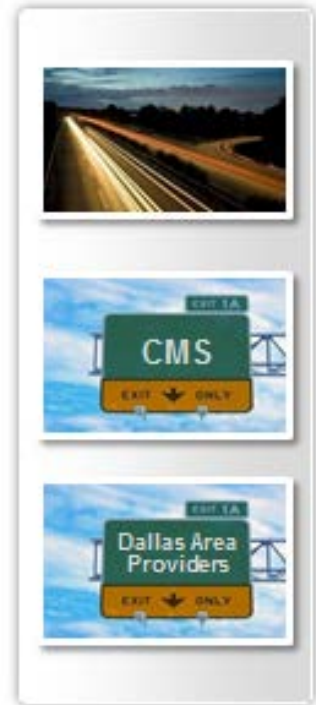 EXIT 1A
CMS
EXIT ONLY
EXIT 1A
Dallas Area
Providers
EXIT ONLY